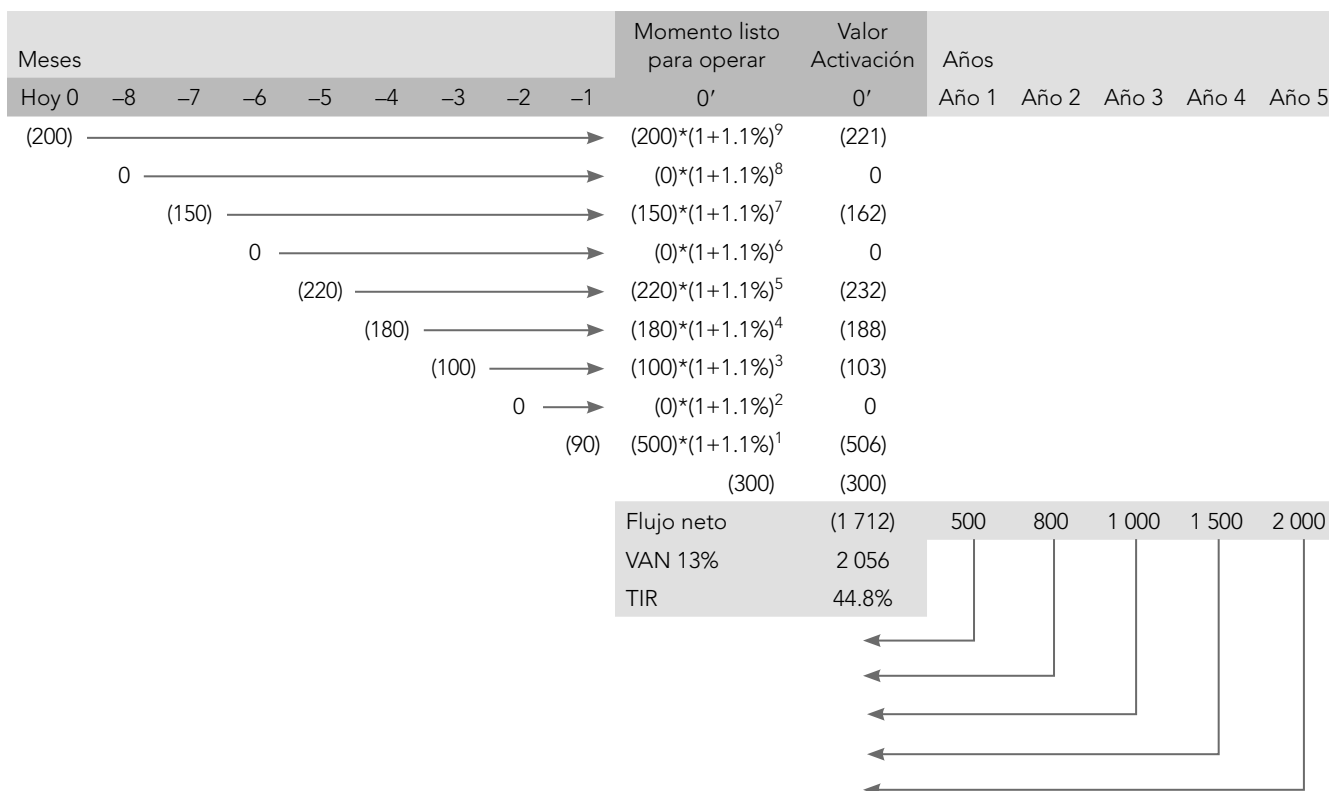 Meses Momento listo para operar Valor Activación Años
Hoy 0 –8 –7 –6 –5 –4 –3 –2 –1 0’ 0’ Año 1 Año 2 Año 3 Año 4 Año 5
(200) (200)*(1+1.1%)⁹ (221)
0 (0)*(1+1.1%)⁸ 0
(150) (150)*(1+1.1%)⁷ (162)
0 (0)*(1+1.1%)⁶ 0
(220) (220)*(1+1.1%)⁵ (232)
(180) (180)*(1+1.1%)⁴ (188)
(100) (100)*(1+1.1%)³ (103)
0 (0)*(1+1.1%)² 0
(90) (500)*(1+1.1%)¹ (506)
(300) (300)
Flujo neto (1 712) 500 800 1 000 1 500 2 000
VAN 13% 2 056
TIR 44.8%